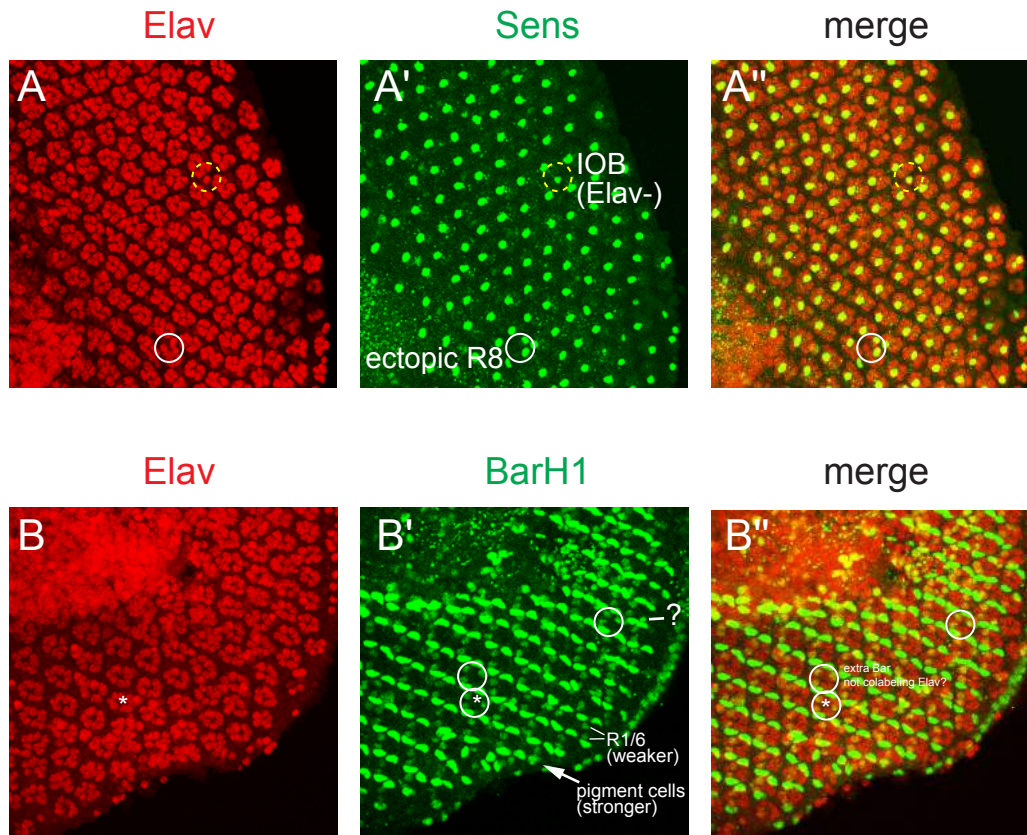 Elav
Sens
merge
A
A'
A"
IOB
(Elav-)
ectopic R8
Elav
BarH1
merge
B
B'
B"
-?
extra Bar
not colabeling Elav?
*
*
*
R1/6
(weaker)
pigment cells
(stronger)